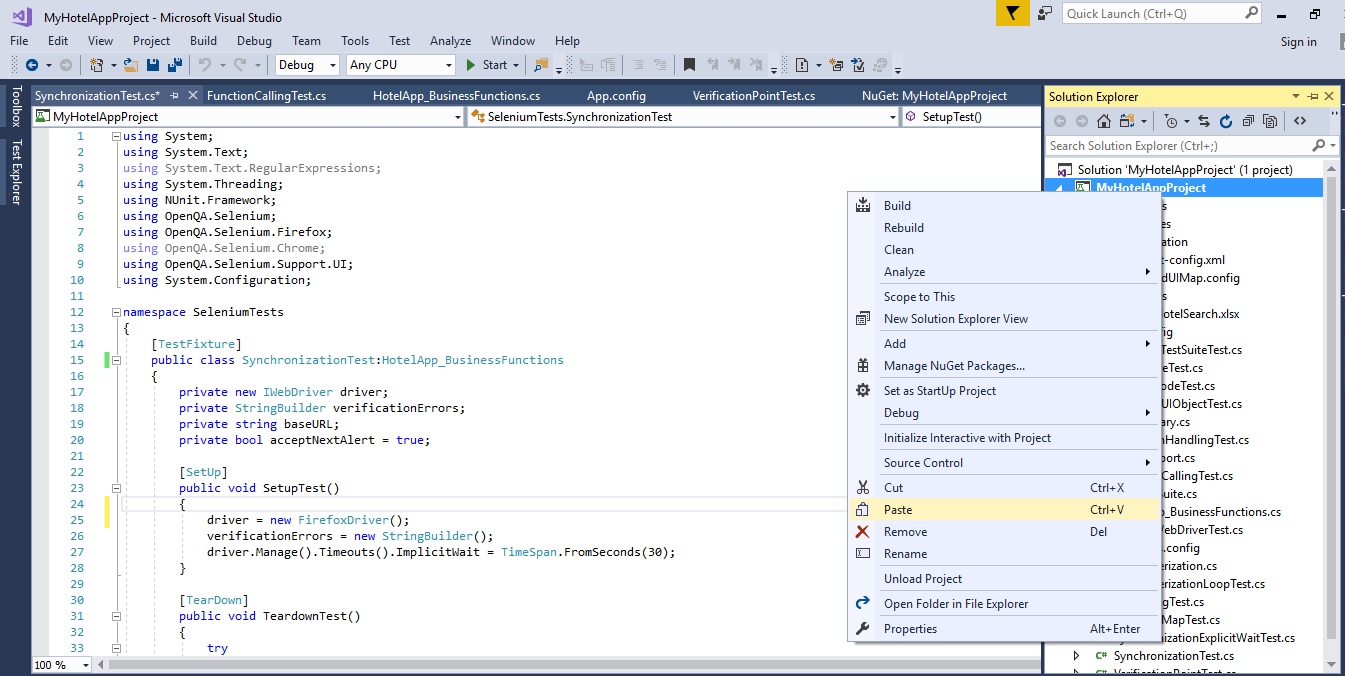 MyHotelAppProject - Microsoft Visual Studio
Quick Launch (Ctrl+Q)
File Edit View Project Build Debug Team Tools Test Analyze Window Help
Sign in
Debug Any CPU Start
Toolbox
Test Explorer
SynchronizationTest.cs* FunctionCallingTest.cs HotelApp_BusinessFunctions.cs App.config VerificationPointTest.cs NuGet: MyHotelAppProject
MyHotelAppProject SeleniumTests.SynchronizationTest SetupTest()
1 using System;
2 using System.Text;
3 using System.Text.RegularExpressions;
4 using System.Threading;
5 using NUnit.Framework;
6 using OpenQA.Selenium;
7 using OpenQA.Selenium.Firefox;
8 using OpenQA.Selenium.Chrome;
9 using OpenQA.Selenium.Support.UI;
10 using System.Configuration;
11
12 namespace SeleniumTests
13 {
14 [TestFixture]
15 public class SynchronizationTest:HotelApp_BusinessFunctions
16 {
17 private new IWebDriver driver;
18 private StringBuilder verificationErrors;
19 private string baseURL;
20 private bool acceptNextAlert = true;
21
22 [SetUp]
23 public void SetupTest()
24 {
25 driver = new FirefoxDriver();
26 verificationErrors = new StringBuilder();
27 driver.Manage().Timeouts().ImplicitWait = TimeSpan.FromSeconds(30);
28 }
29
30 [TearDown]
31 public void TeardownTest()
32 {
33 try
100 %
Build
Rebuild
Clean
Analyze
Scope to This
New Solution Explorer View
Add
Manage NuGet Packages...
Set as StartUp Project
Debug
Initialize Interactive with Project
Source Control
Cut Ctrl+X
Paste Ctrl+V
Remove Del
Rename
Unload Project
Open Folder in File Explorer
Properties Alt+Enter
Solution Explorer
Search Solution Explorer (Ctrl+;)
Solution 'MyHotelAppProject' (1 project)
MyHotelAppProject
s
es
ation
t-config.xml
dUIMap.config
s
otelSearch.xlsx
ig
TestSuiteTest.cs
eTest.cs
odeTest.cs
UIObjectTest.cs
ary.cs
nHandlingTest.cs
port.cs
CallingTest.cs
uite.cs
p_BusinessFunctions.cs
ebDriverTest.cs
s.config
erization.cs
erizationLoopTest.cs
gTest.cs
MapTest.cs
onizationExplicitWaitTest.cs
C# SynchronizationTest.cs
C# VerificationPointTest.cs